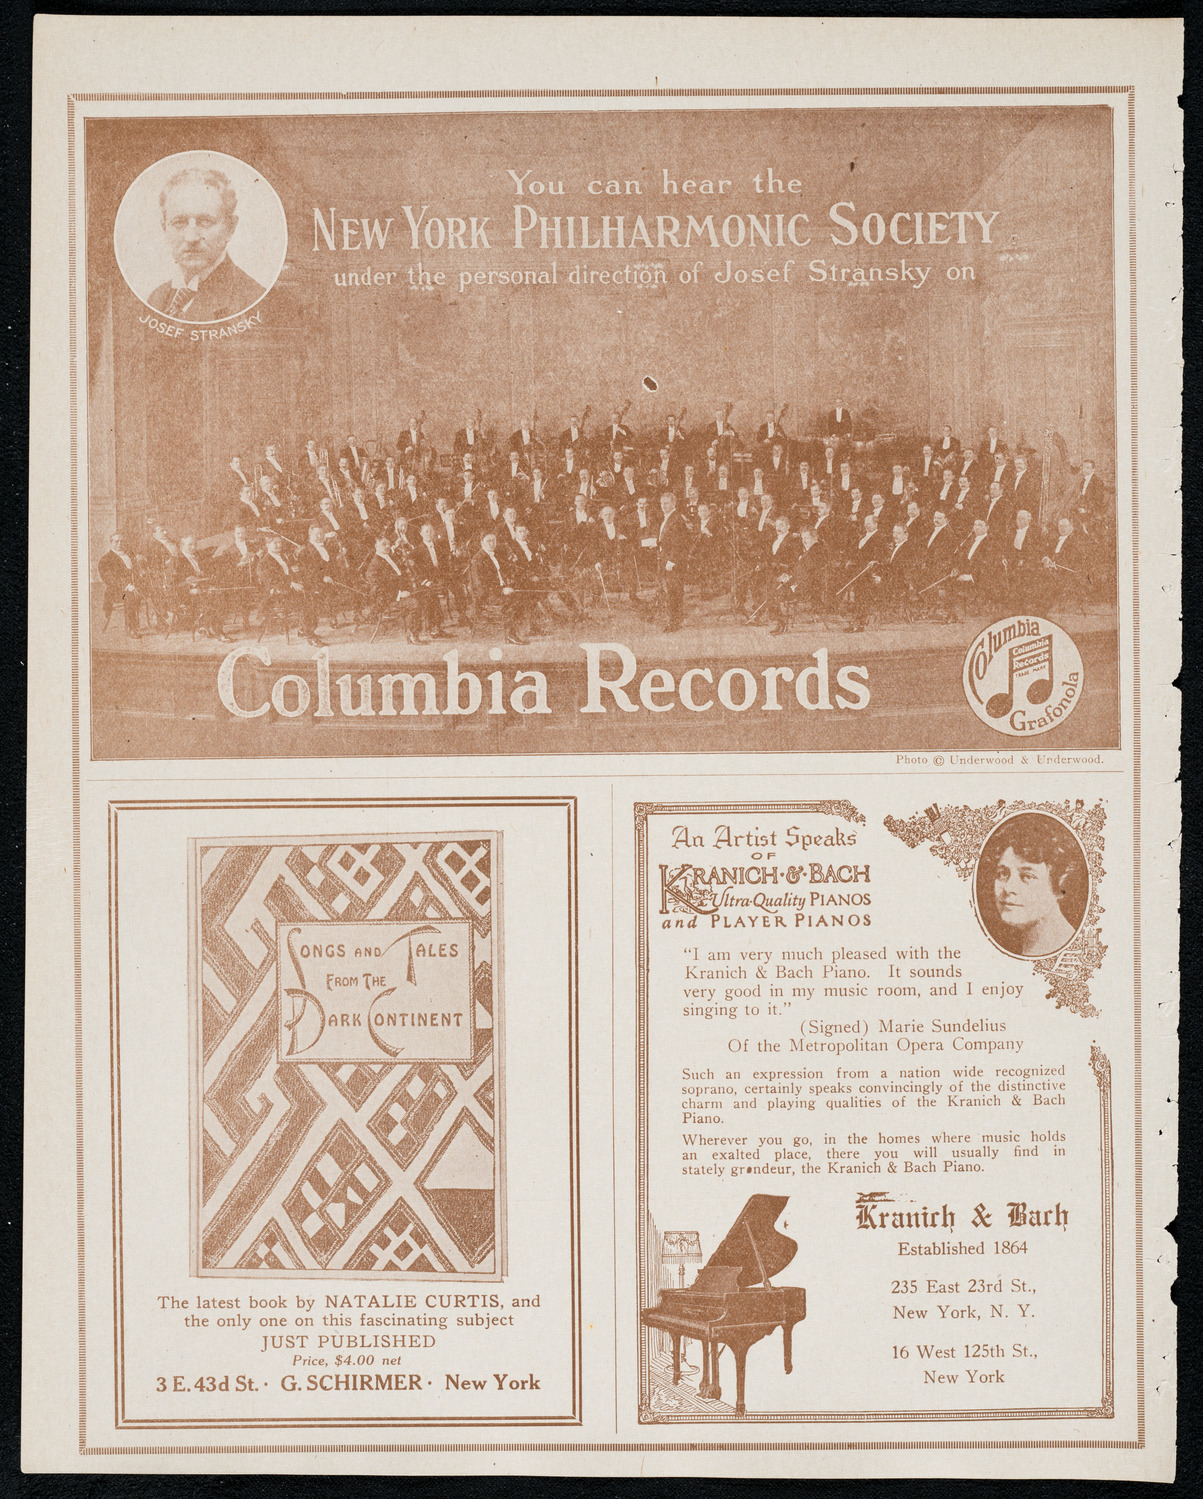 You can hear the
NEW YORK PHILHARMONIC SOCIETY
under the personal direction of Josef Stransky on
JOSEF STRANSKY
Columbia Records
Columbia
Columbia
Records
TRADE MARK
Grafonola
Photo © Underwood & Underwood.
SONGS AND TALES
FROM THE
DARK CONTINENT
The latest book by NATALIE CURTIS, and
the only one on this fascinating subject
JUST PUBLISHED
Price, $4.00 net
3 E. 43d St. · G. SCHIRMER · New York
An Artist Speaks
OF
KRANICH·&·BACH
Ultra-Quality PIANOS
and PLAYER PIANOS
"I am very much pleased with the
Kranich & Bach Piano. It sounds
very good in my music room, and I enjoy
singing to it."
(Signed) Marie Sundelius
Of the Metropolitan Opera Company
Such an expression from a nation wide recognized
soprano, certainly speaks convincingly of the distinctive
charm and playing qualities of the Kranich & Bach
Piano.
Wherever you go, in the homes where music holds
an exalted place, there you will usually find in
stately grandeur, the Kranich & Bach Piano.
Kranich & Bach
Established 1864
235 East 23rd St.,
New York, N. Y.
16 West 125th St.,
New York